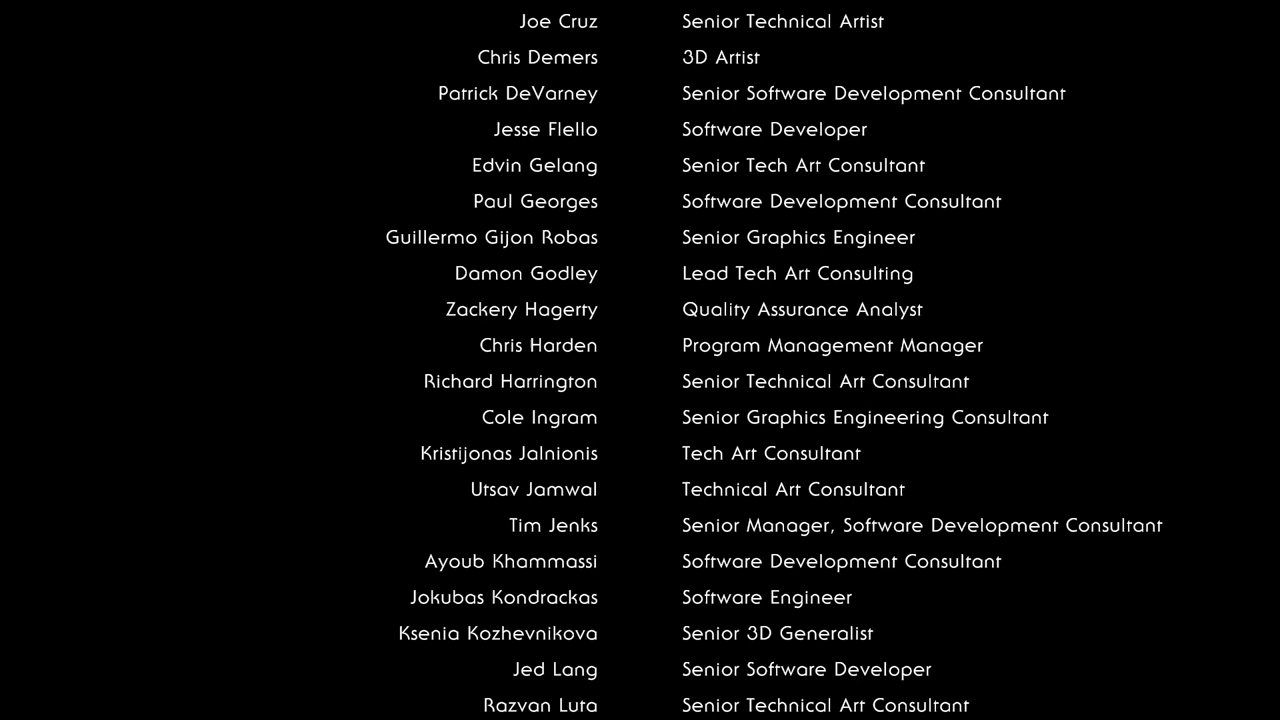 Joe Cruz Senior Technical Artist
Chris Demers 3D Artist
Patrick DeVarney Senior Software Development Consultant
Jesse Flello Software Developer
Edvin Gelang Senior Tech Art Consultant
Paul Georges Software Development Consultant
Guillermo Gijon Robas Senior Graphics Engineer
Damon Godley Lead Tech Art Consulting
Zackery Hagerty Quality Assurance Analyst
Chris Harden Program Management Manager
Richard Harrington Senior Technical Art Consultant
Cole Ingram Senior Graphics Engineering Consultant
Kristijonas Jalnionis Tech Art Consultant
Utsav Jamwal Technical Art Consultant
Tim Jenks Senior Manager, Software Development Consultant
Ayoub Khammassi Software Development Consultant
Jokubas Kondrackas Software Engineer
Ksenia Kozhevnikova Senior 3D Generalist
Jed Lang Senior Software Developer
Razvan Luta Senior Technical Art Consultant